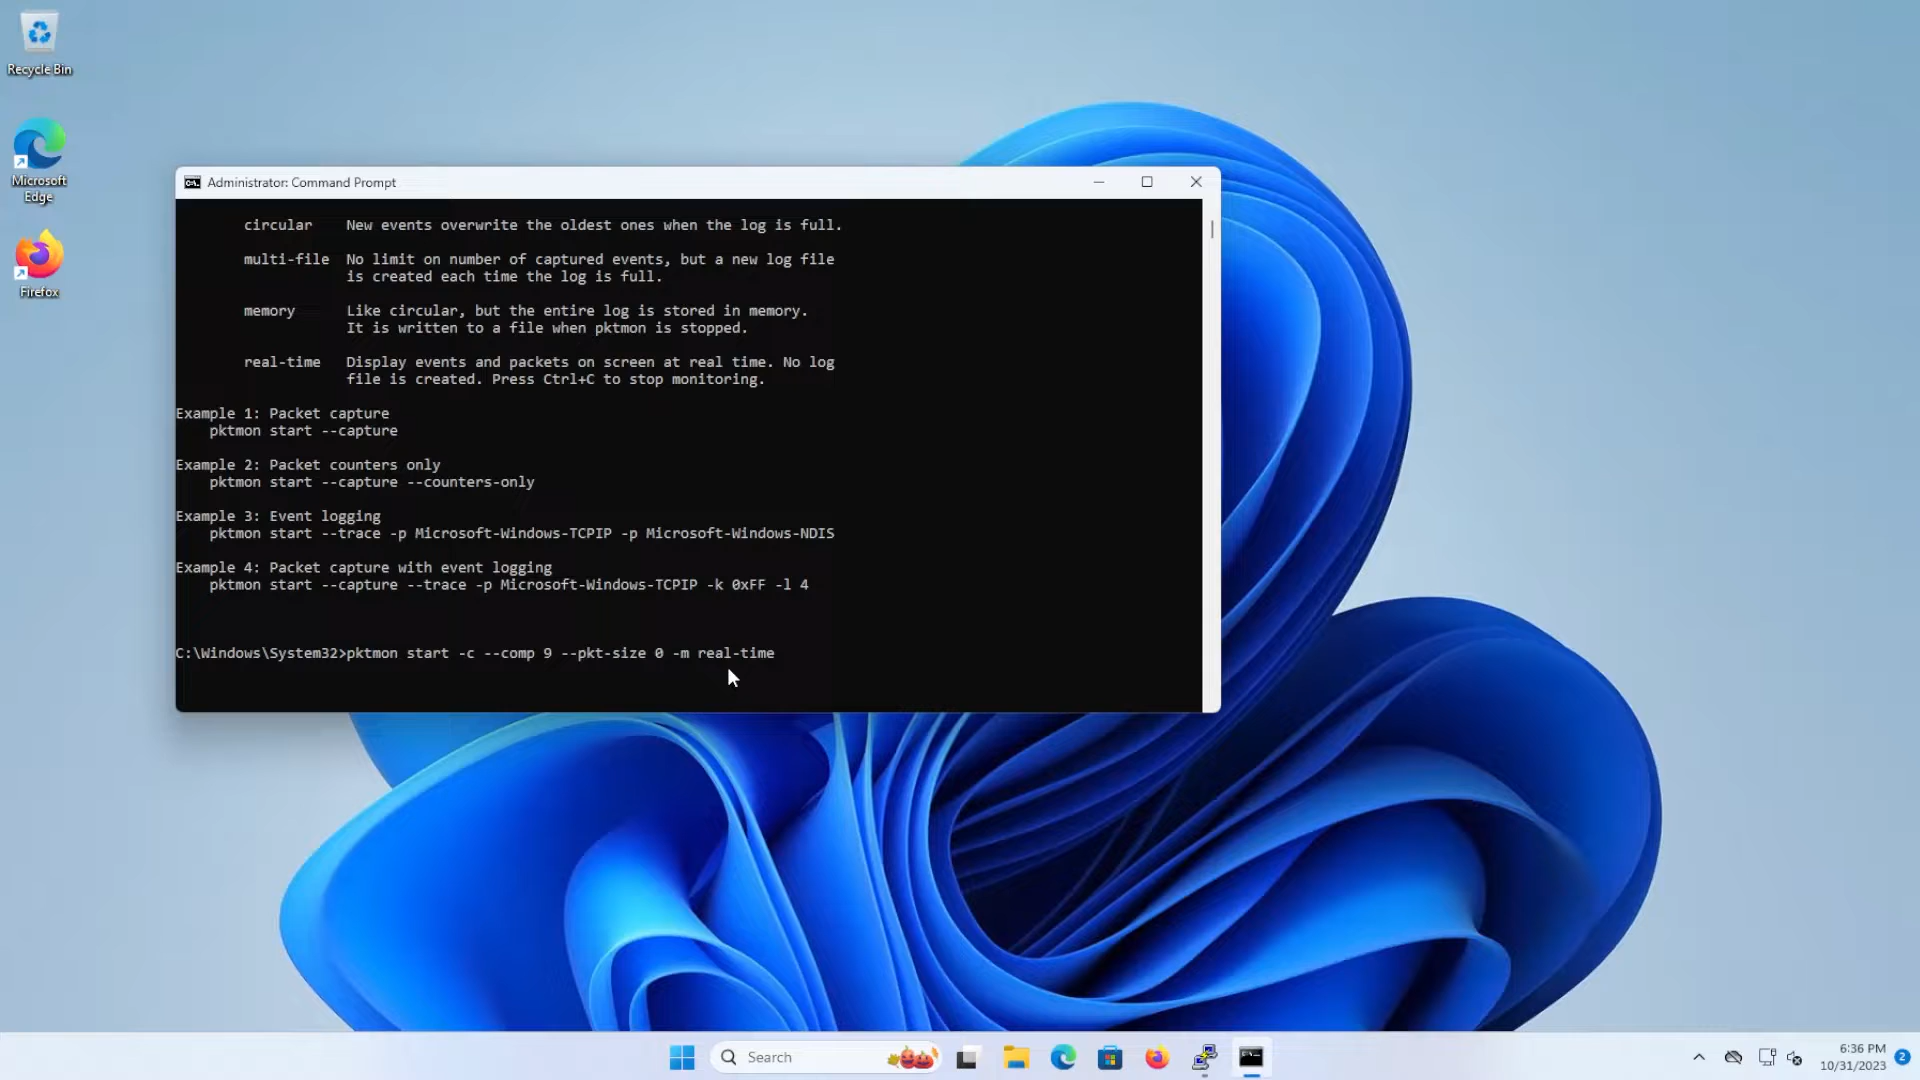 Recycle Bin
Microsoft
Edge
Firefox
Administrator: Command Prompt
circular New events overwrite the oldest ones when the log is full.
multi-file No limit on number of captured events, but a new log file
is created each time the log is full.
memory Like circular, but the entire log is stored in memory.
It is written to a file when pktmon is stopped.
real-time Display events and packets on screen at real time. No log
file is created. Press Ctrl+C to stop monitoring.
Example 1: Packet capture
pktmon start --capture
Example 2: Packet counters only
pktmon start --capture --counters-only
Example 3: Event logging
pktmon start --trace -p Microsoft-Windows-TCPIP -p Microsoft-Windows-NDIS
Example 4: Packet capture with event logging
pktmon start --capture --trace -p Microsoft-Windows-TCPIP -k 0xFF -l 4
C:\Windows\System32>pktmon start -c --comp 9 --pkt-size 0 -m real-time
Search
6:36 PM
10/31/2023
2